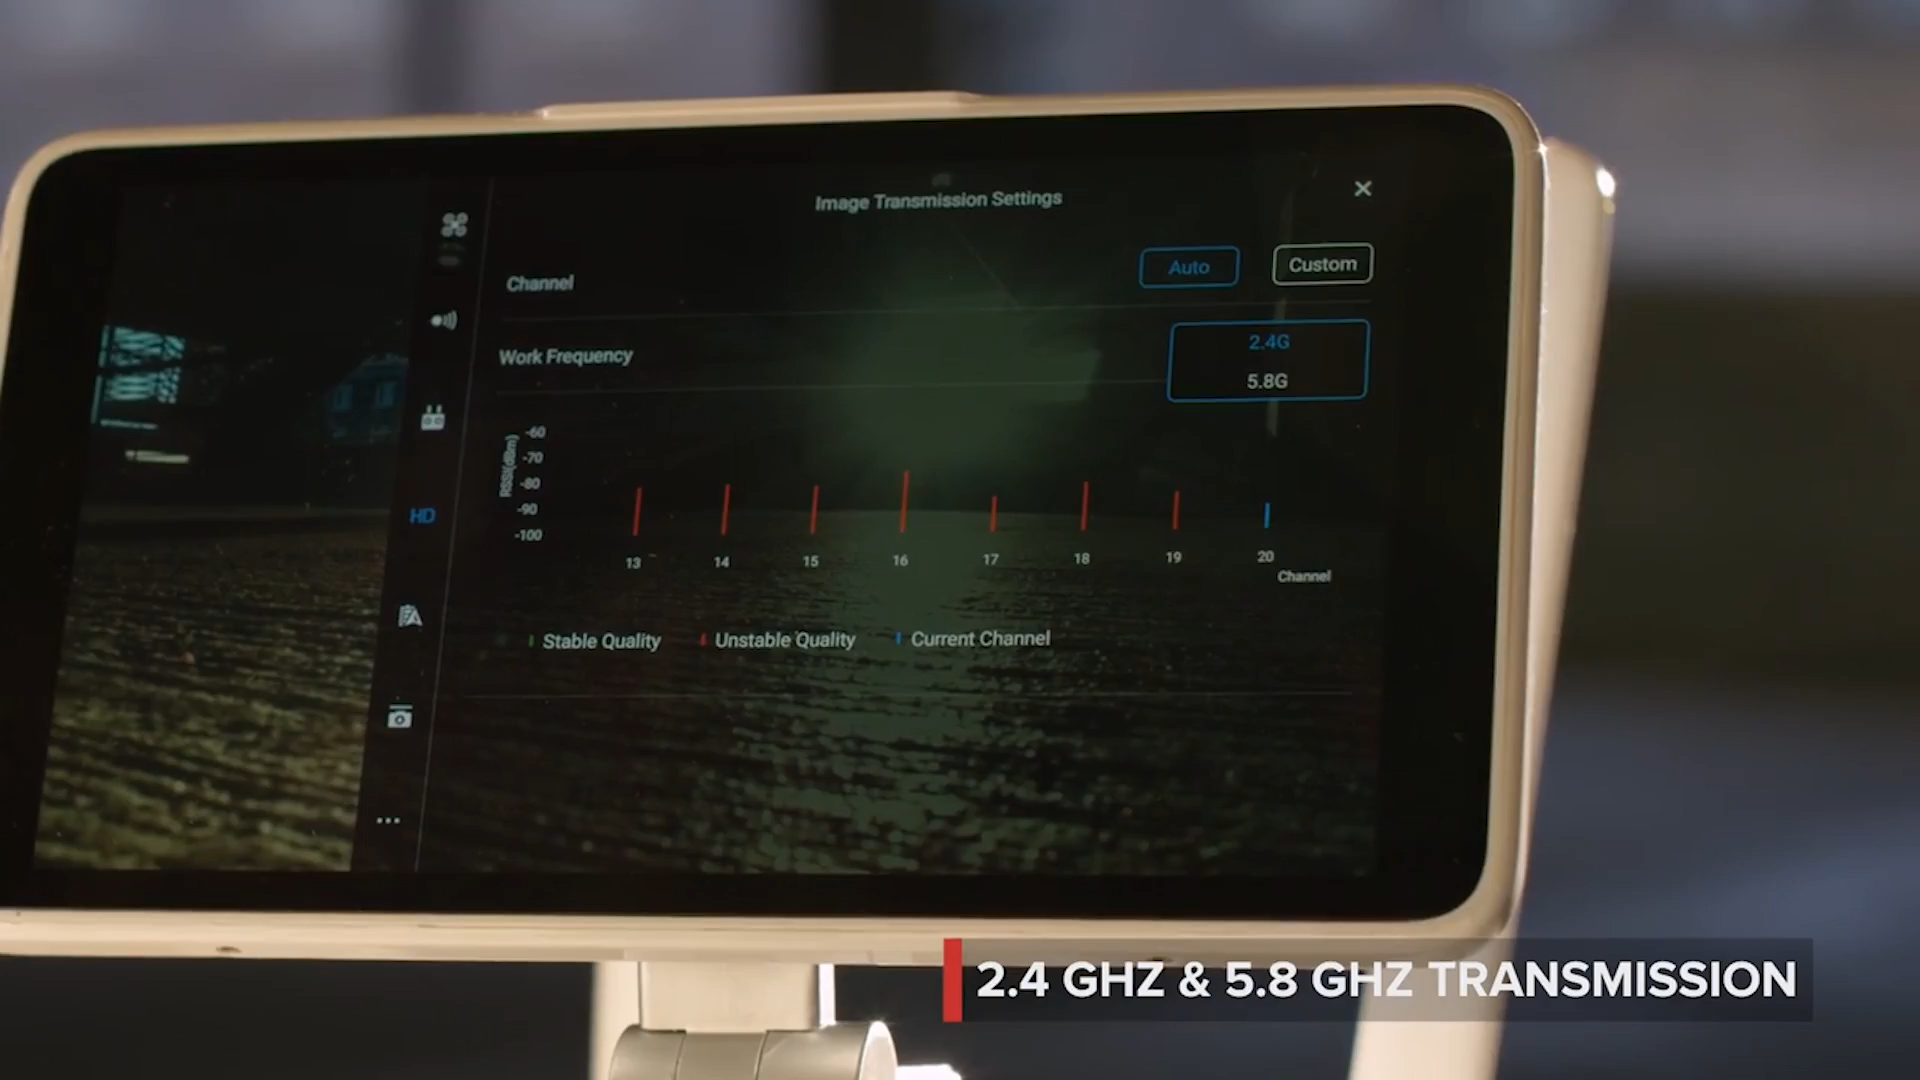 Image Transmission Settings
Channel
Auto
Custom
Work Frequency
2.4G
5.8G
RSSI(dBm)
-60
-70
-80
-90
-100
13 14 15 16 17 18 19 20
Channel
HD
Stable Quality Unstable Quality Current Channel
2.4 GHZ & 5.8 GHZ TRANSMISSION